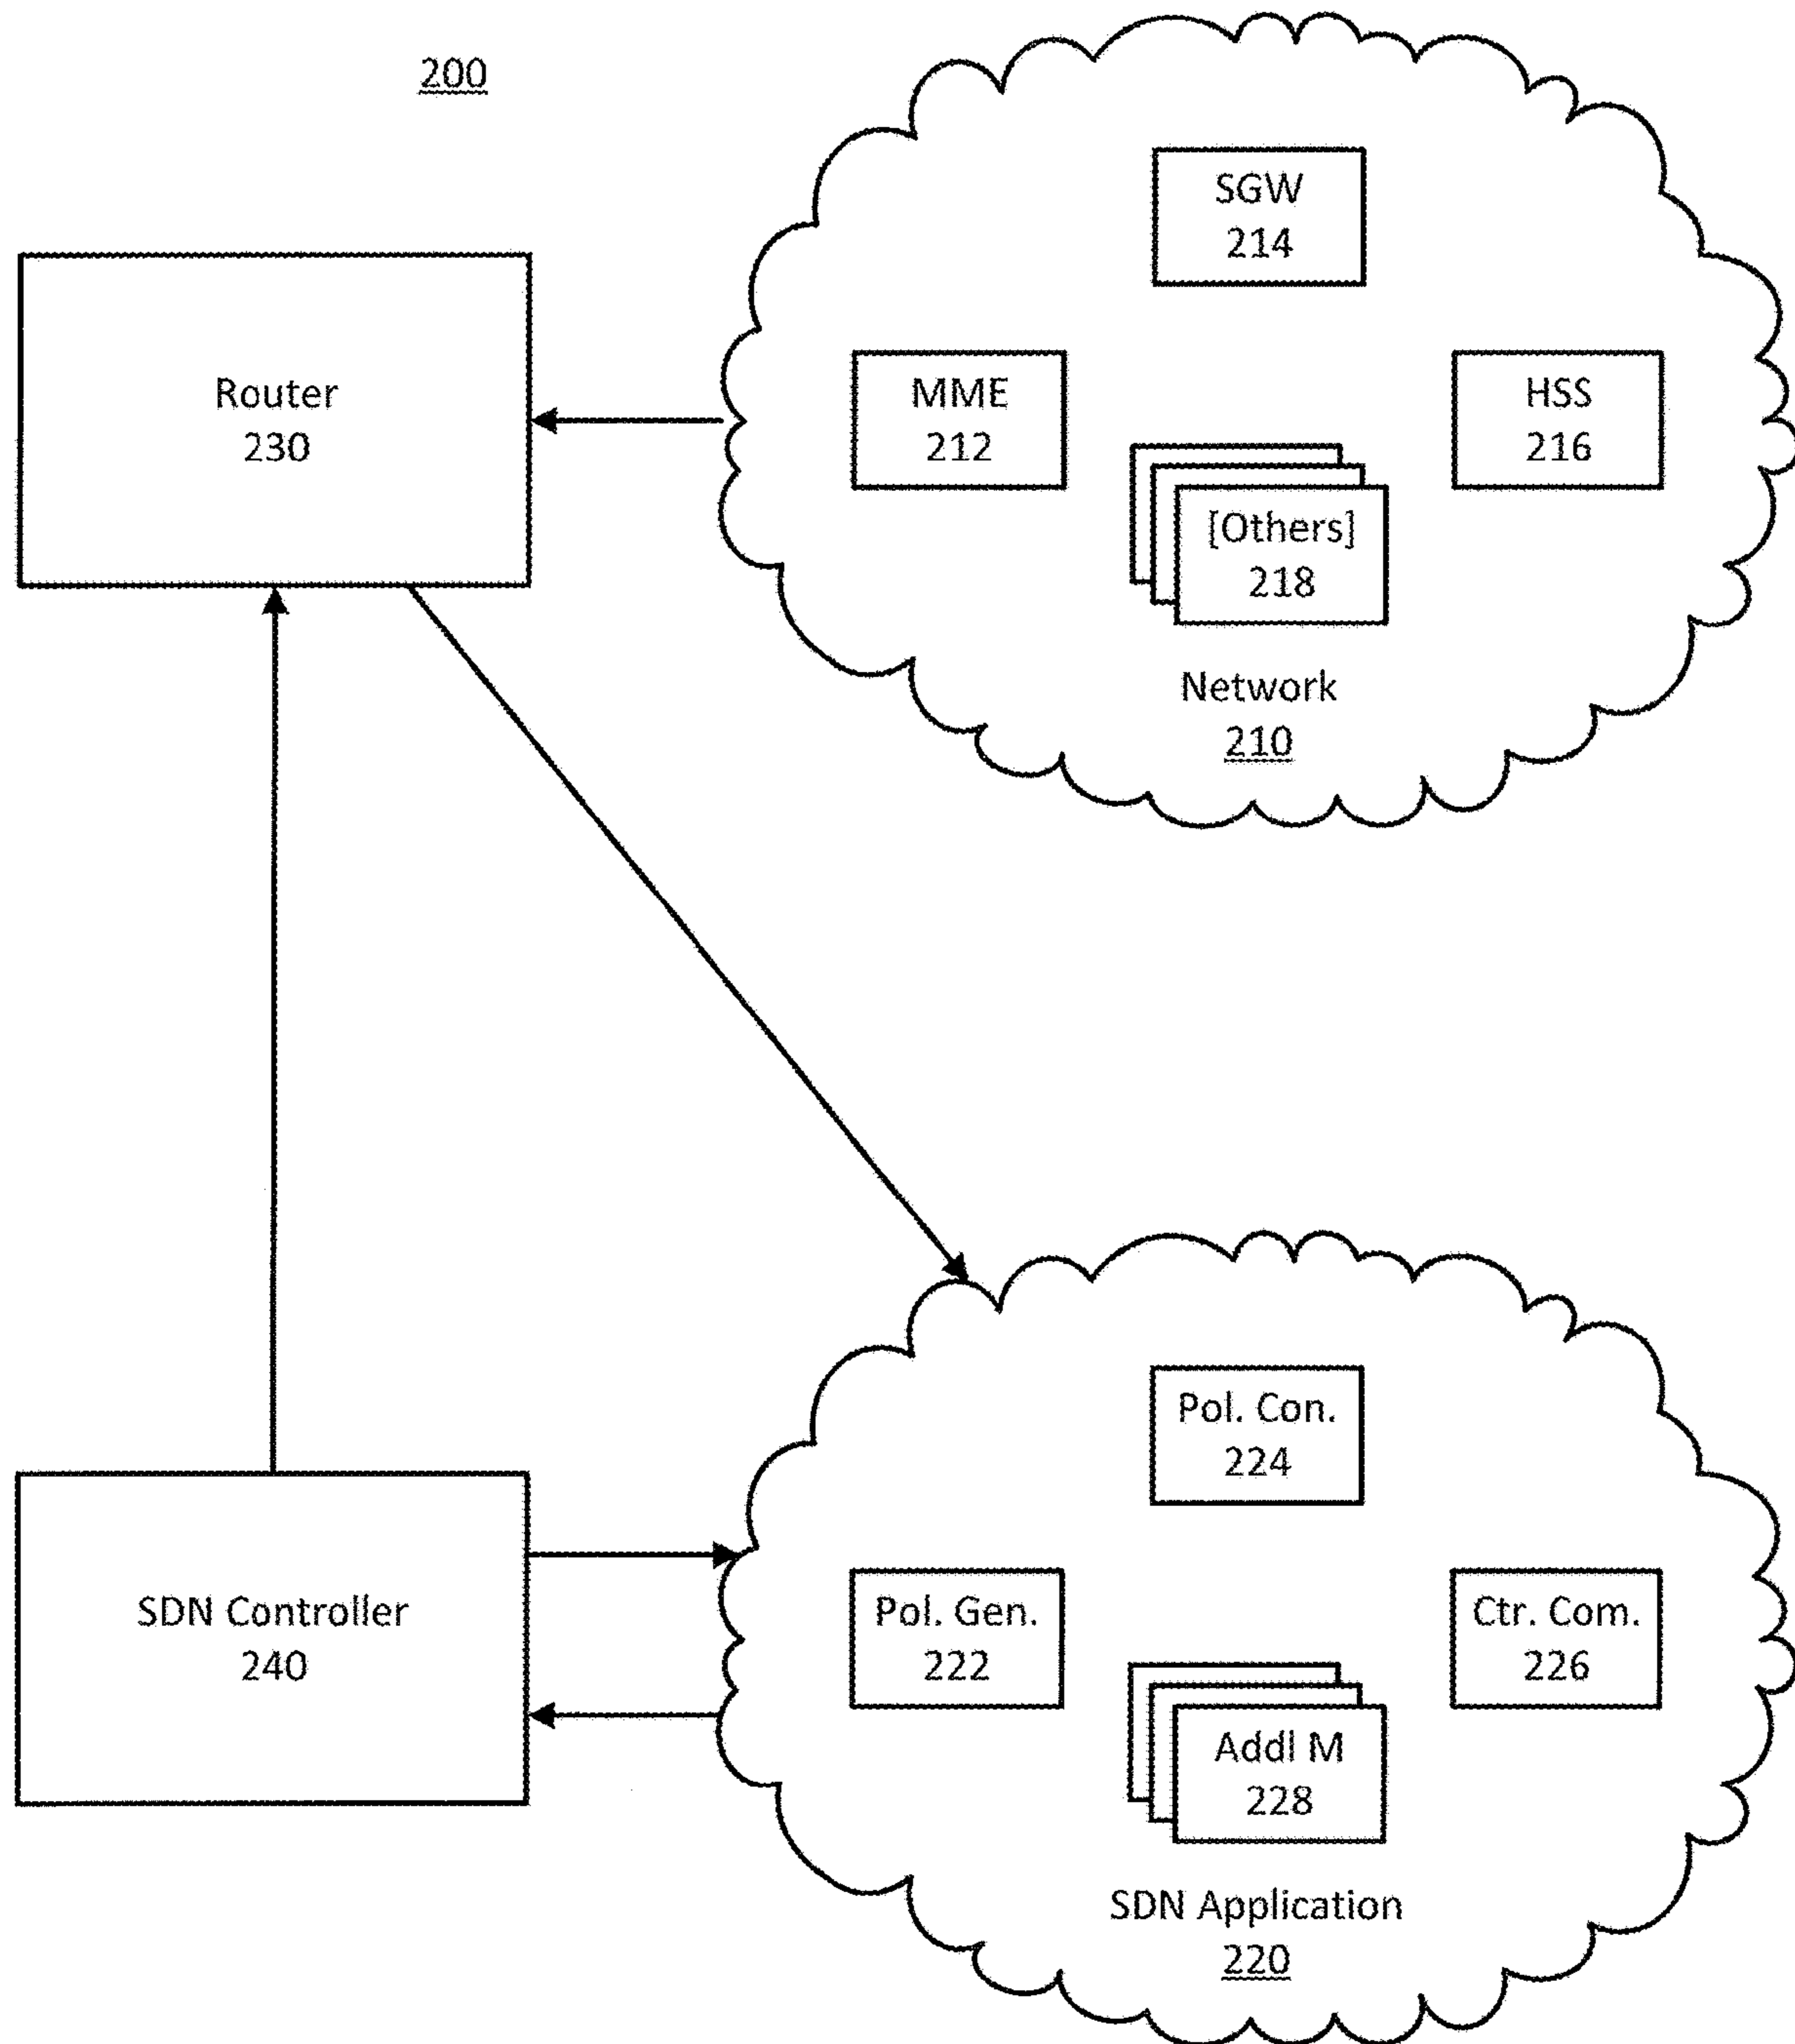 200
SGW
214
Router
230
MME
212
HSS
216
[Others]
218
Network
210
Pol. Con.
224
SDN Controller
240
Pol. Gen.
222
Ctr. Com.
226
Addl M
228
SDN Application
220